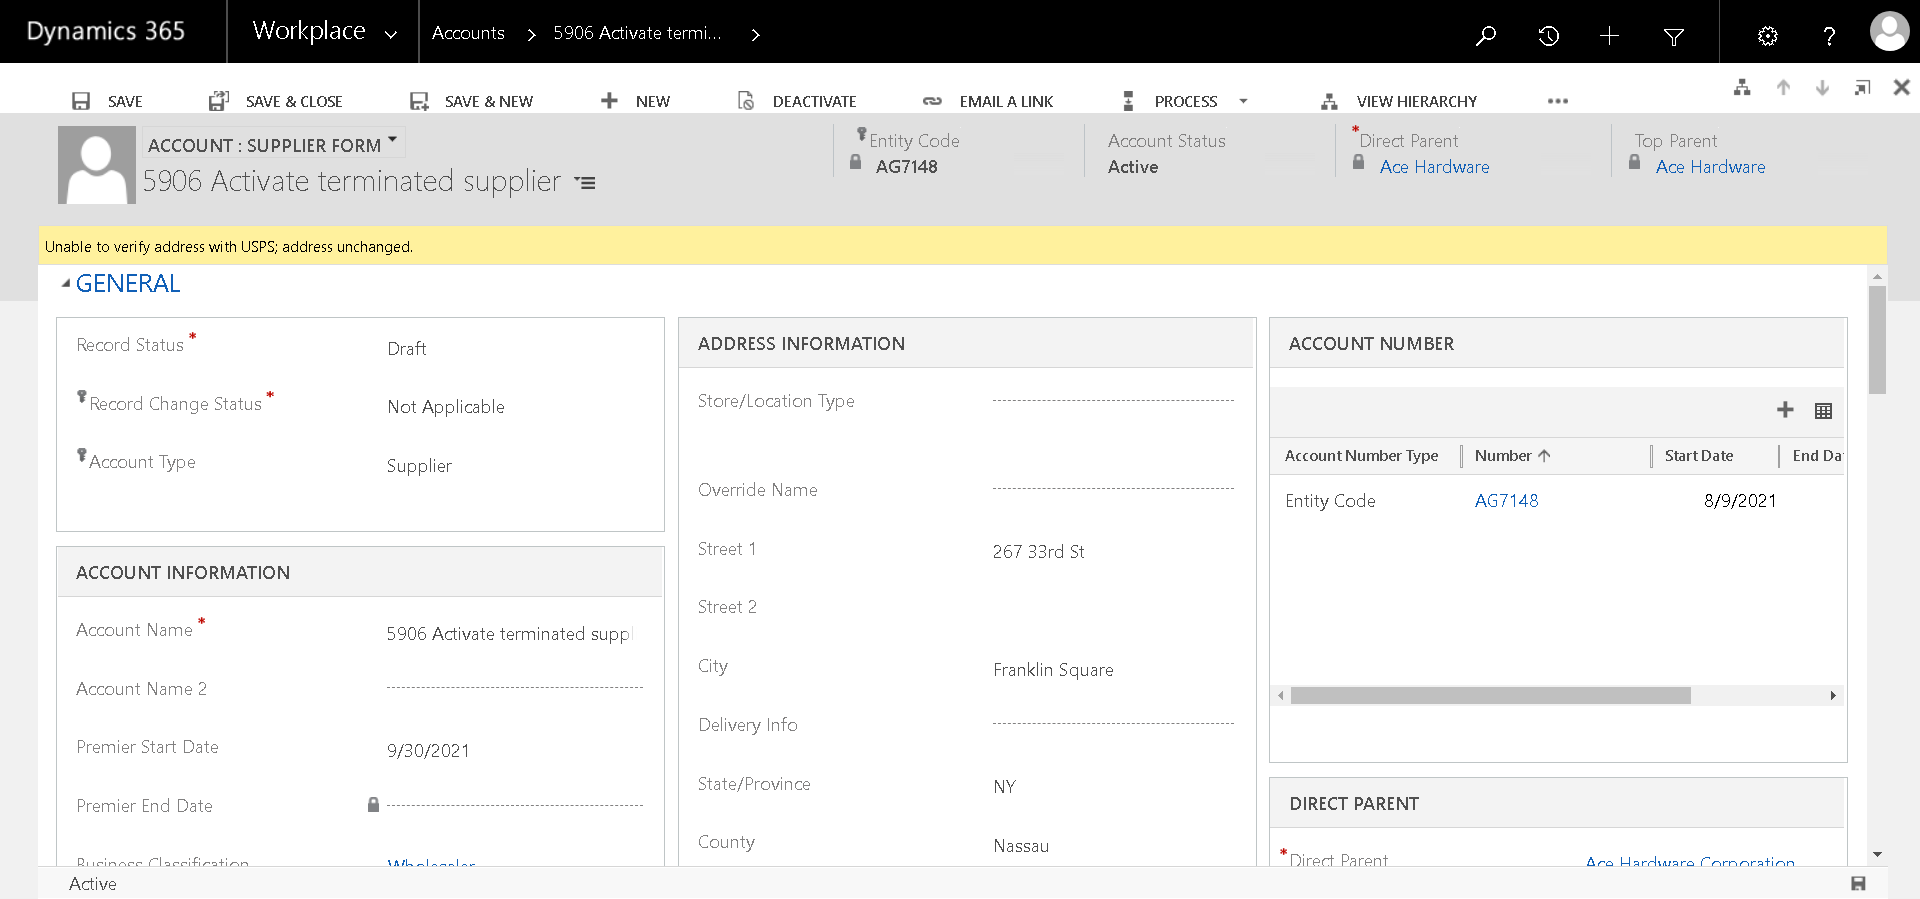 Dynamics 365
Workplace
Accounts
5906 Activate termi...
SAVE
SAVE & CLOSE
SAVE & NEW
NEW
DEACTIVATE
EMAIL A LINK
PROCESS
VIEW HIERARCHY
ACCOUNT : SUPPLIER FORM
5906 Activate terminated supplier
Entity Code
AG7148
Account Status
Active
* Direct Parent
Ace Hardware
Top Parent
Ace Hardware
Unable to verify address with USPS; address unchanged.
GENERAL
Record Status *
Draft
Record Change Status *
Not Applicable
Account Type
Supplier
ACCOUNT INFORMATION
Account Name *
5906 Activate terminated suppl
Account Name 2
Premier Start Date
9/30/2021
Premier End Date
Business Classification
Wholesaler
ADDRESS INFORMATION
Store/Location Type
Override Name
Street 1
267 33rd St
Street 2
City
Franklin Square
Delivery Info
State/Province
NY
County
Nassau
ACCOUNT NUMBER
Account Number Type
Number
Start Date
End Da
Entity Code
AG7148
8/9/2021
DIRECT PARENT
* Direct Parent
Ace Hardware Corporation
Active